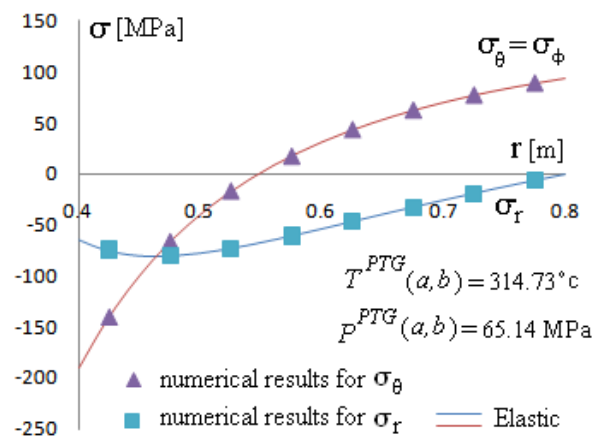 150
σ [MPa]
100
σθ = σϕ
50
0
r [m]
0.4 0.5 0.6 0.7 0.8
σr
-50
-100
T^PTG (a,b) = 314.73°c
-150
P^PTG (a,b) = 65.14 MPa
-200
numerical results for σθ
numerical results for σr
Elastic
-250